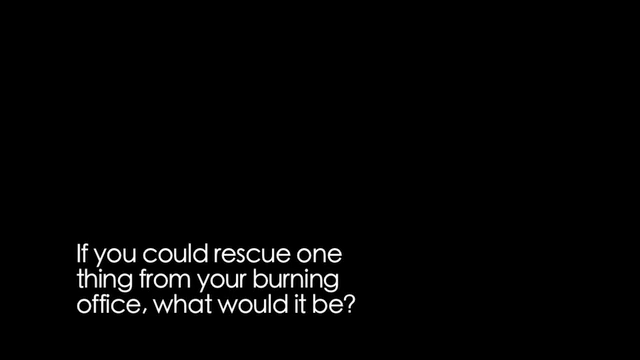 If you could rescue one
thing from your burning
office, what would it be?